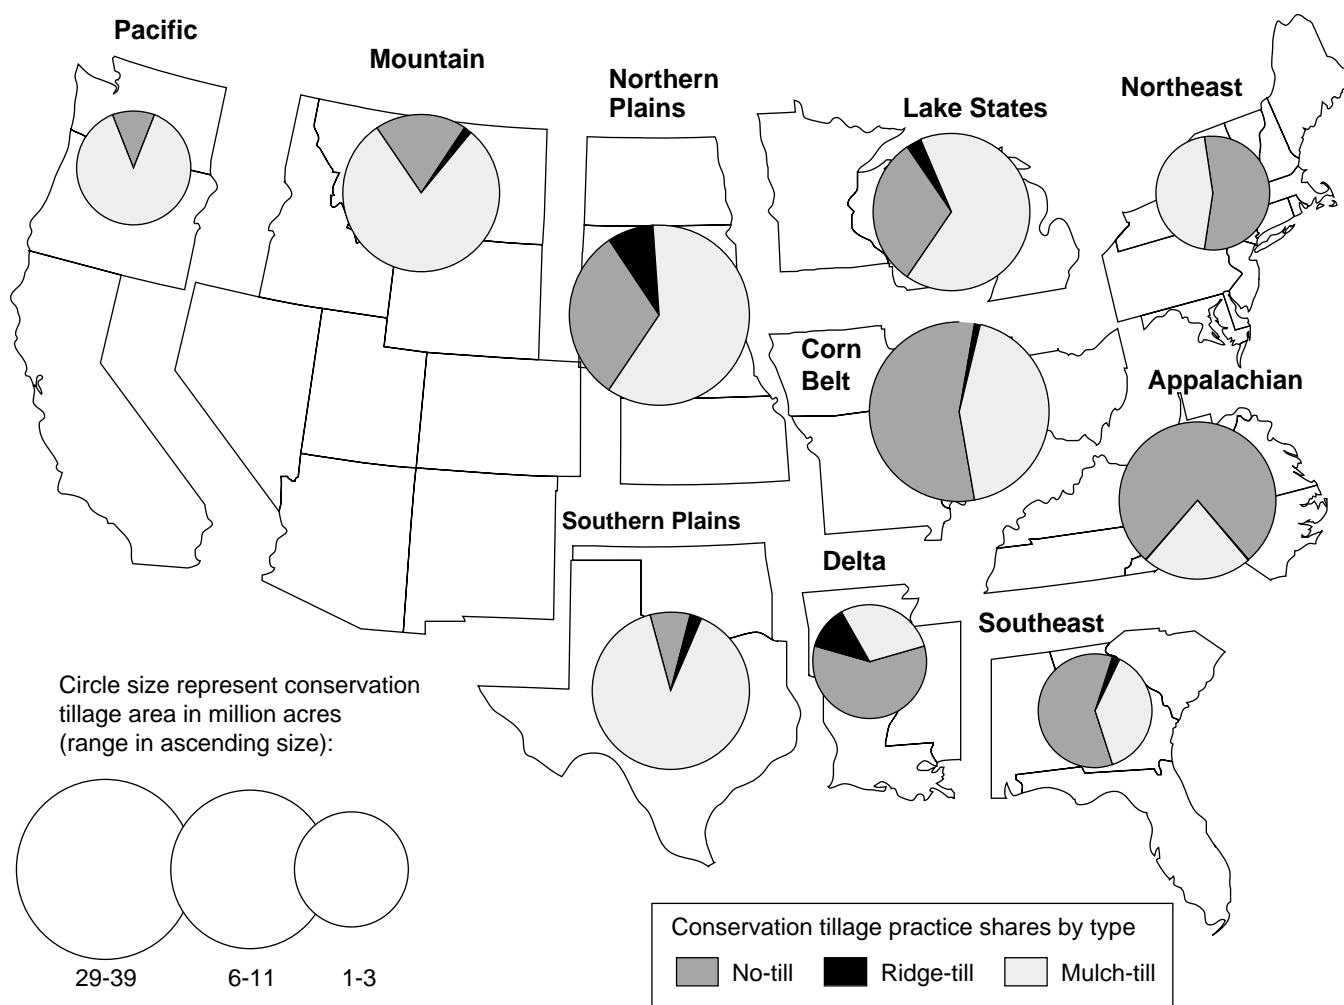 Pacific
Mountain
Northern
Plains
Lake States
Northeast
Corn
Belt
Appalachian
Southern Plains
Delta
Southeast
Circle size represent conservation
tillage area in million acres
(range in ascending size):
29-39
6-11
1-3
Conservation tillage practice shares by type
No-till
Ridge-till
Mulch-till